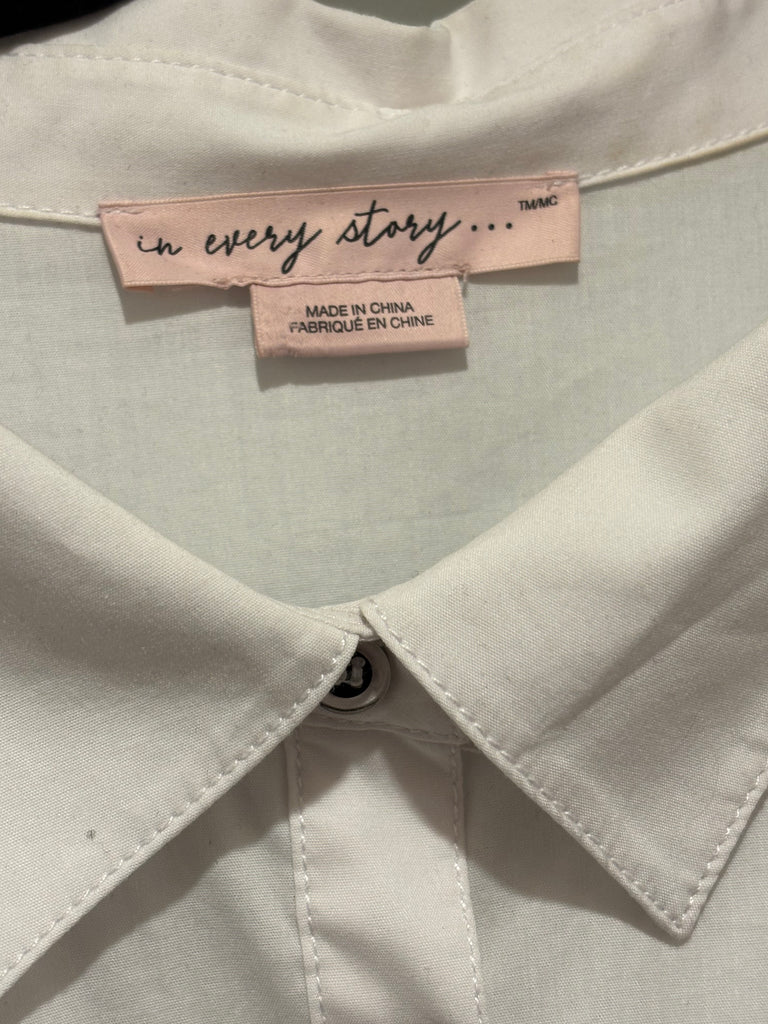 in every story... TM/MC
MADE IN CHINA
FABRIQUÉ EN CHINE